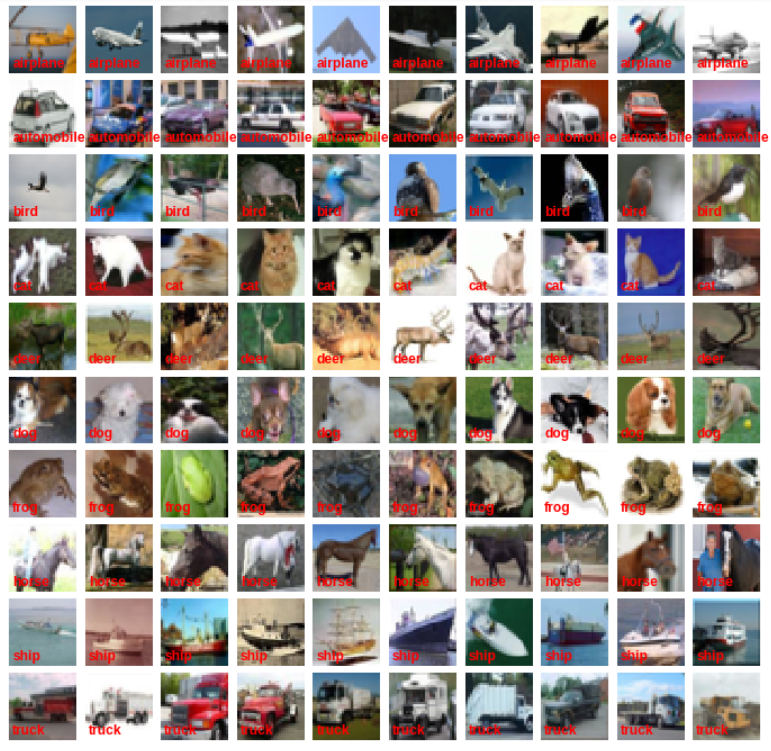 airplane airplane airplane airplane airplane airplane airplane airplane airplane airplane
automobile automobile automobile automobile automobile automobile automobile automobile automobile automobile
bird bird bird bird bird bird bird bird bird bird
cat cat cat cat cat cat cat cat cat cat
deer deer deer deer deer deer deer deer deer deer
dog dog dog dog dog dog dog dog dog dog
frog frog frog frog frog frog frog frog frog frog
horse horse horse horse horse horse horse horse horse horse
ship ship ship ship ship ship ship ship ship ship
truck truck truck truck truck truck truck truck truck truck